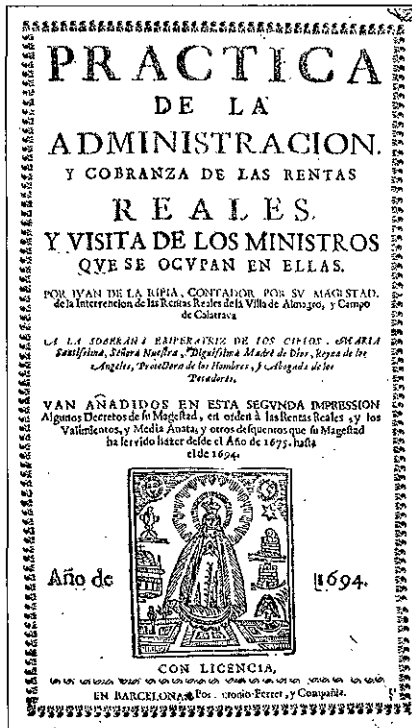 PRACTICA
DE LA
ADMINISTRACION.
Y COBRANZA DE LAS RENTAS
REALES.
Y VISITA DE LOS MINISTROS
QVE SE OCVPAN EN ELLAS.
POR IVAN DE LA RIPIA, CONTADOR POR SV MAGESTAD.
de la Intervencion de las Rentas Reales de la Villa de Almagro, y Campo
de Calatrava
A LA SOBERANA EMPERATRIZ DE LOS CIELOS. MARIA
Santissima, Señora Nuestra, Dignissima Madre de Dios, Reyna de los
Angeles, Protectora de los Hombres, y Abogada de los
Pecadores.
VAN AÑADIDOS EN ESTA SEGVNDA IMPRESSION
Algunos Decretos de su Magestad, en orden à las Rentas Reales, y los
Valimientos, y Media Anata, y otros desquentos que su Magestad
ha servido hazer desde el Año de 1675. hasta
el de 1694.
Año de 1694.
CON LICENCIA,
EN BARCELONA Por Ferrer, y Compañia.